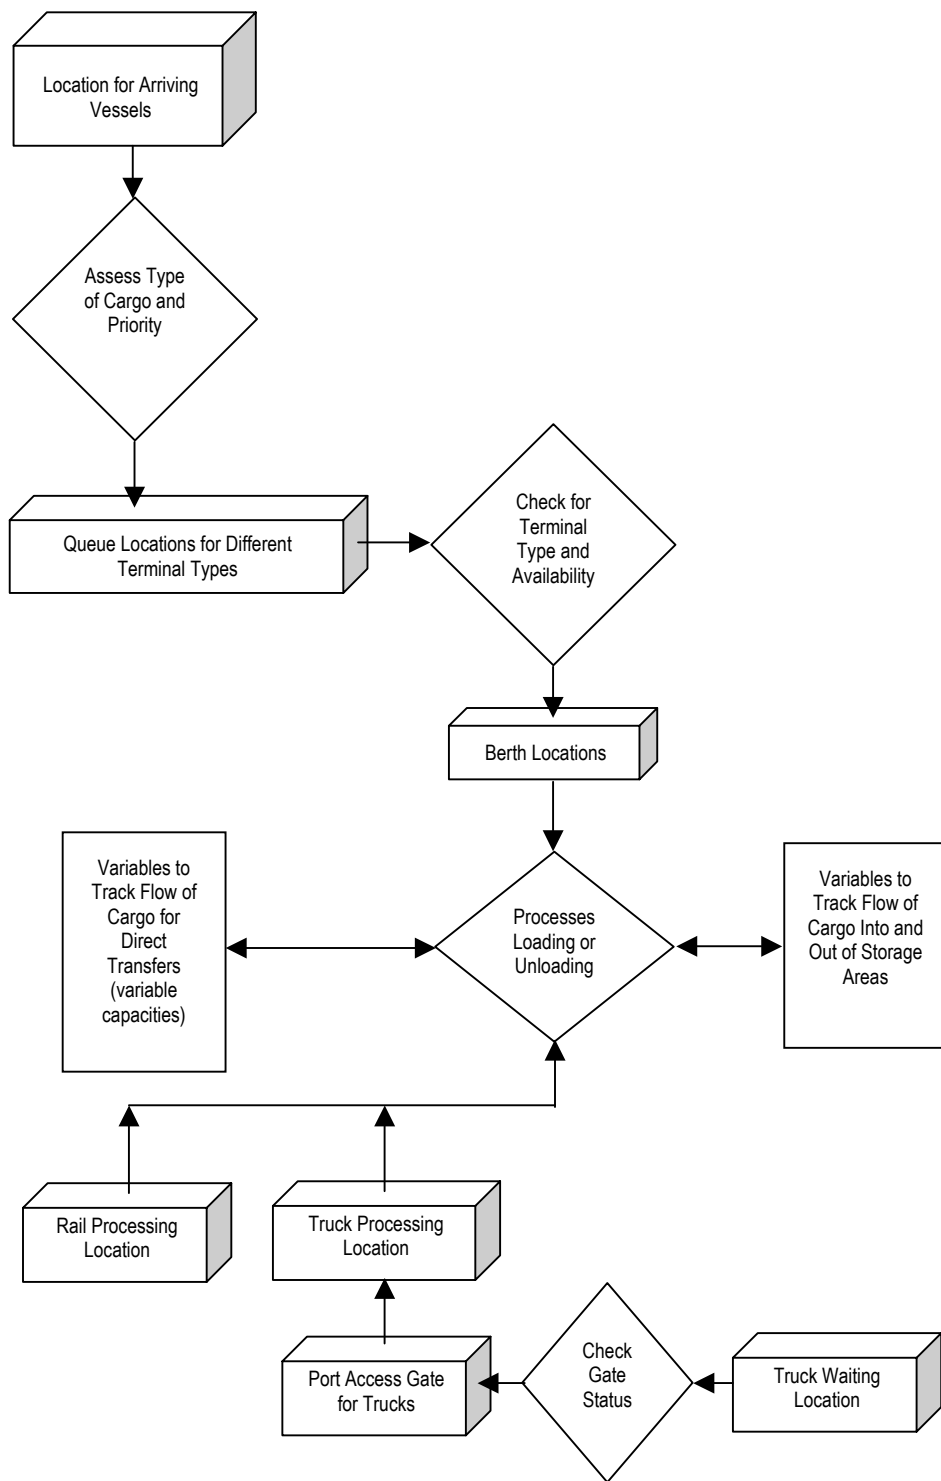 Location for Arriving
Vessels
Assess Type
of Cargo and
Priority
Queue Locations for Different
Terminal Types
Check for
Terminal
Type and
Availability
Berth Locations
Variables to
Track Flow of
Cargo for
Direct
Transfers
(variable
capacities)
Processes
Loading or
Unloading
Variables to
Track Flow of
Cargo Into and
Out of Storage
Areas
Rail Processing
Location
Truck Processing
Location
Port Access Gate
for Trucks
Check
Gate
Status
Truck Waiting
Location